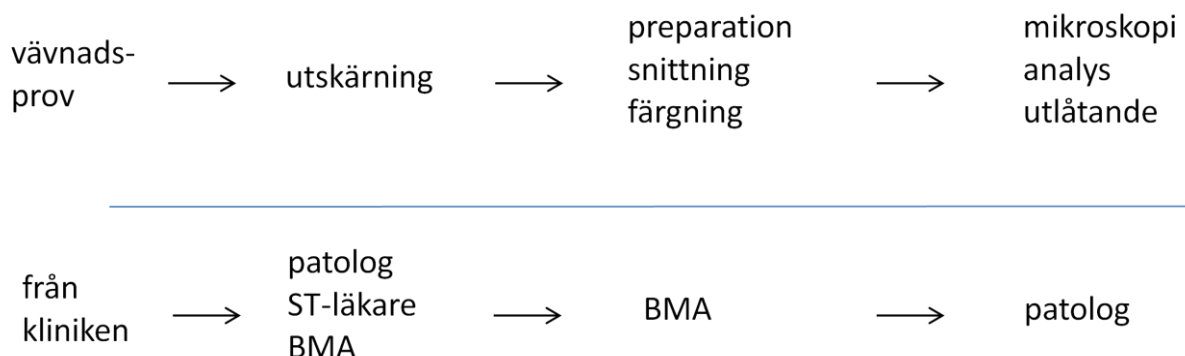 vävnads-
prov
utskärning
preparation
snittning
färgning
mikroskopi
analys
utlåtande
från
kliniken
patolog
ST-läkare
BMA
BMA
patolog